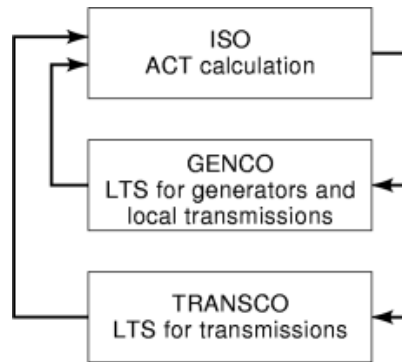 ISO
ACT calculation
GENCO
LTS for generators and
local transmissions
TRANSCO
LTS for transmissions